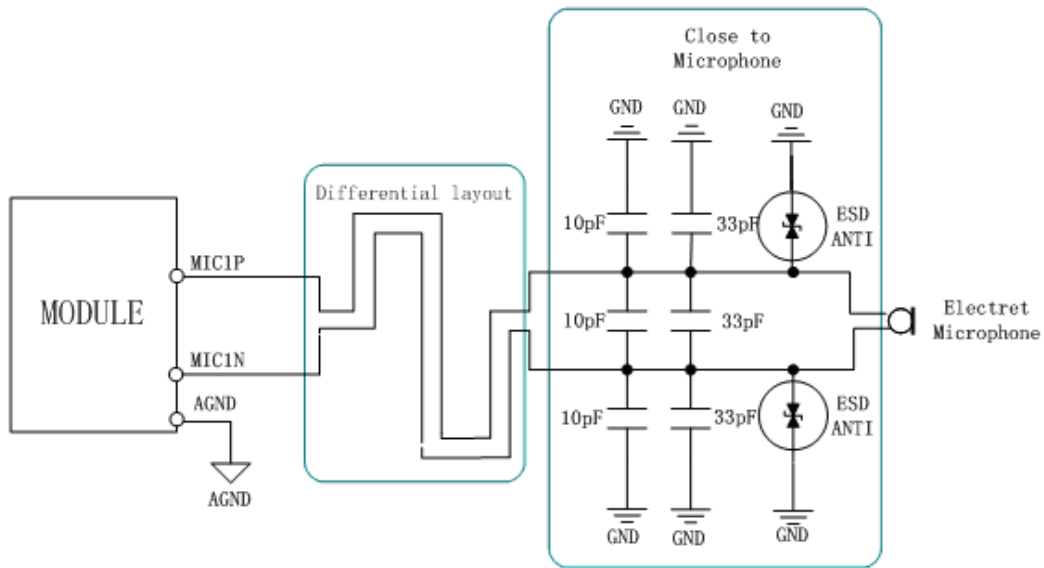 Close to
Microphone
GND
GND
GND
Differential layout
10pF
33pF
ESD
ANTI
MIC1P
MODULE
10pF
33pF
Electret
Microphone
MIC1N
AGND
10pF
33pF
ESD
ANTI
AGND
GND
GND
GND